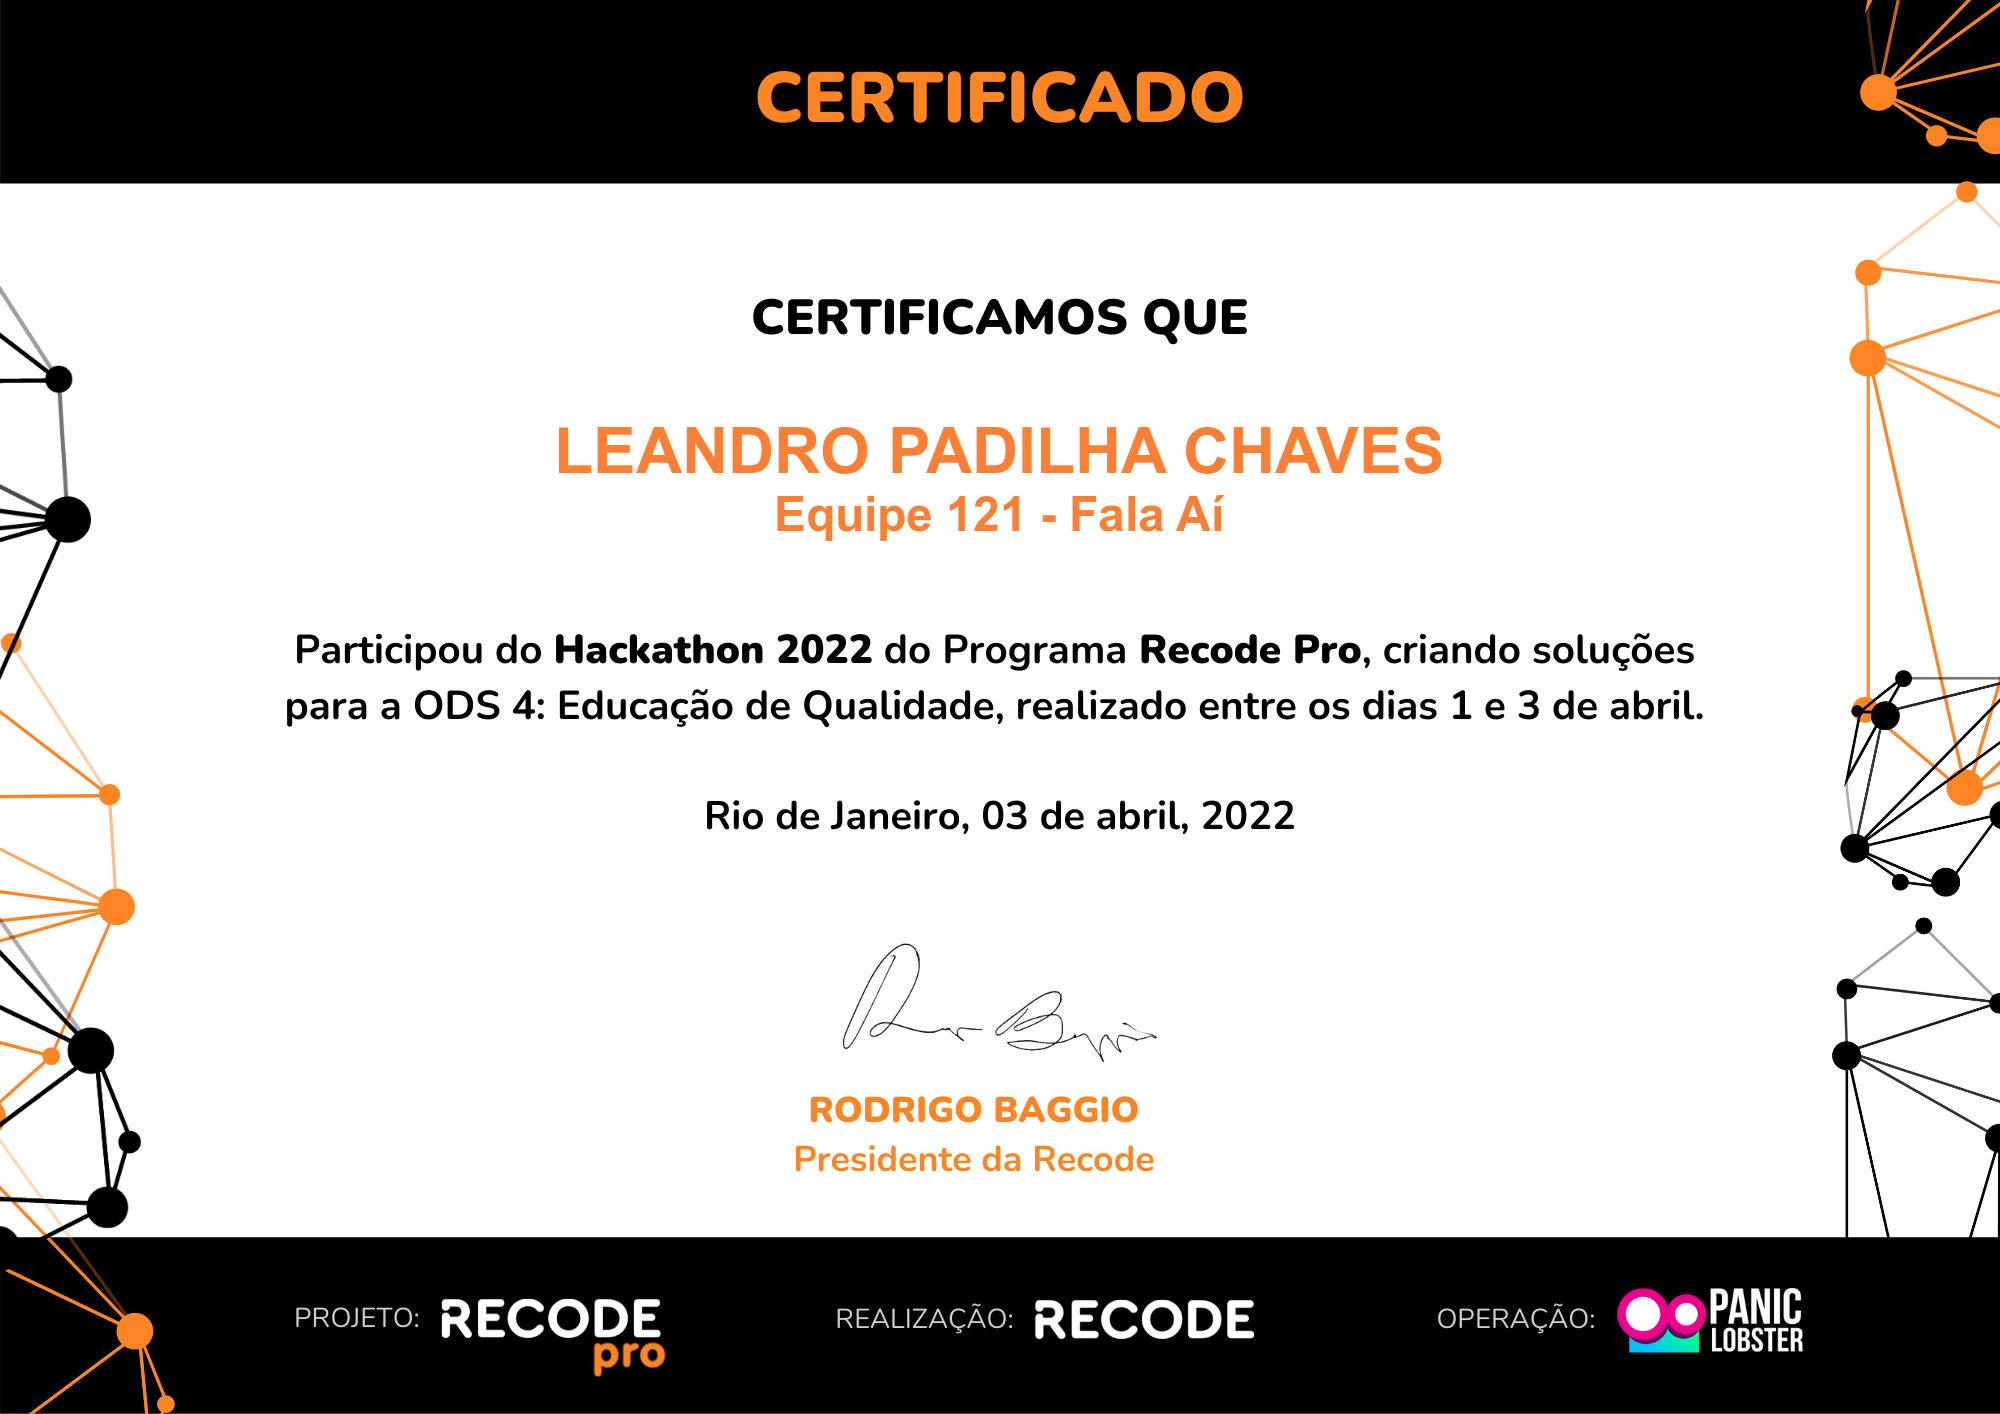 CERTIFICADO
CERTIFICAMOS QUE
LEANDRO PADILHA CHAVES
Equipe 121 - Fala Aí
Participou do Hackathon 2022 do Programa Recode Pro, criando soluções
para a ODS 4: Educação de Qualidade, realizado entre os dias 1 e 3 de abril.
Rio de Janeiro, 03 de abril, 2022
RODRIGO BAGGIO
Presidente da Recode
PROJETO: RECODE
pro
REALIZAÇÃO: RECODE
OPERAÇÃO: PANIC
LOBSTER